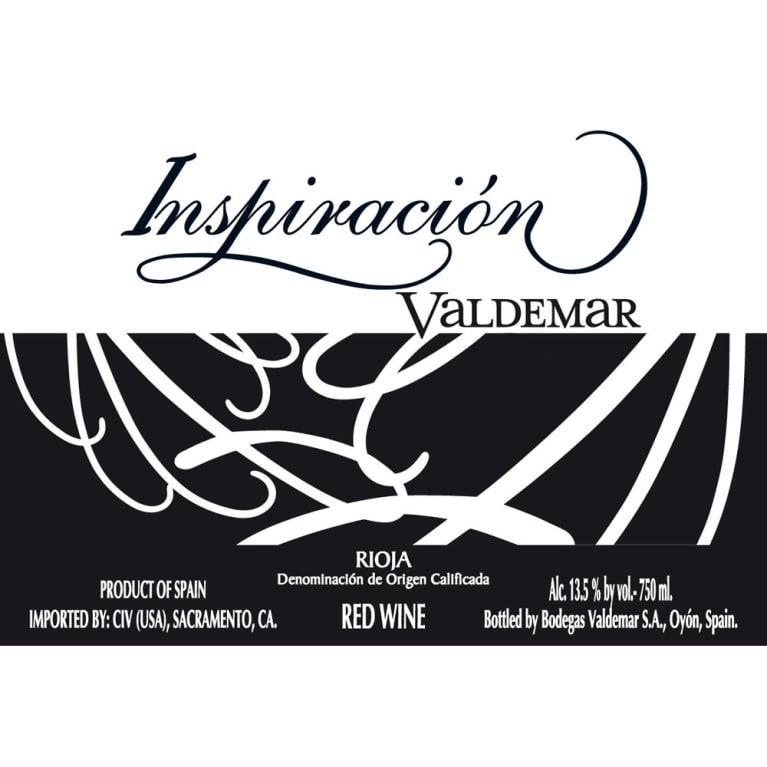 Inspiración
VALDEMAR
RIOJA
Denominación de Origen Calificada
RED WINE
PRODUCT OF SPAIN
IMPORTED BY: CIV (USA), SACRAMENTO, CA.
Alc. 13.5 % by vol.- 750 ml.
Bottled by Bodegas Valdemar S.A., Oyón, Spain.